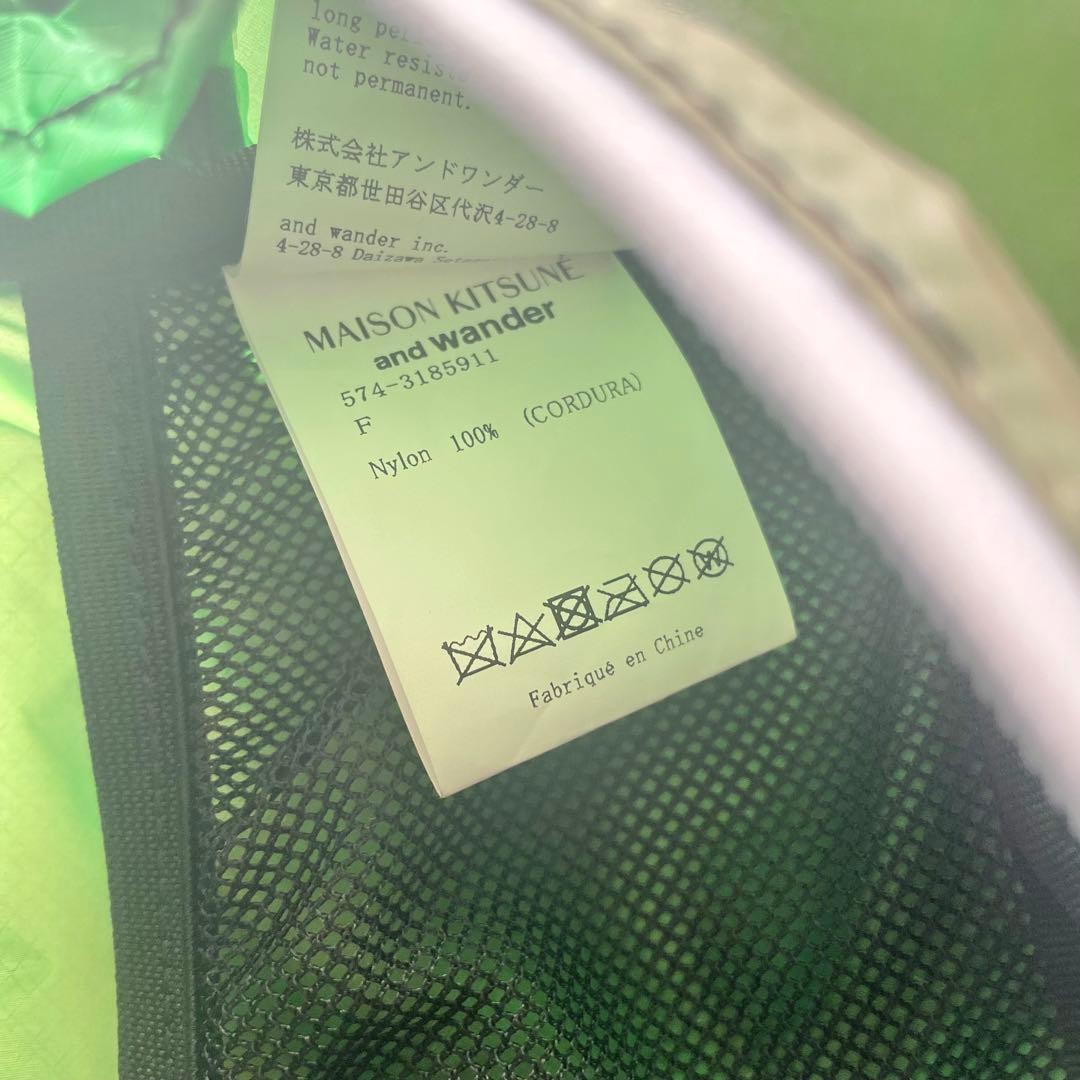 long
Water
not permanent.
株式会社アンドワンダー
東京都世田谷区代沢4-28-8
and wander inc.
4-28-8 Daizawa
MAISON KITSUNÉ
and wander
574-3185911
F
Nylon 100% (CORDURA)
Fabriqué en Chine